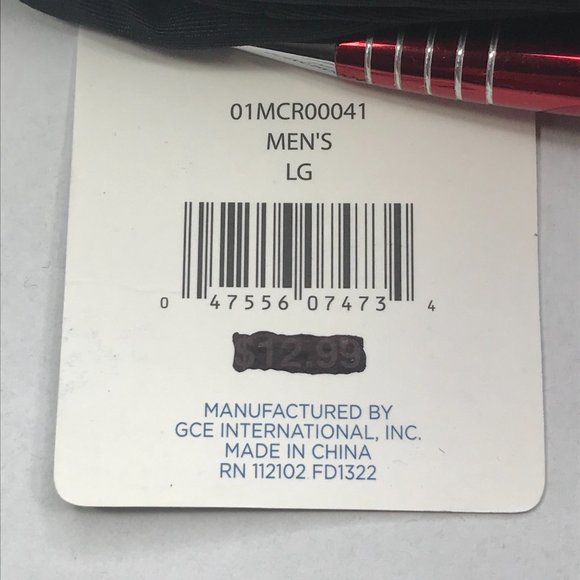 01MCR00041
MEN'S
LG
0 47556 07473 4
$12.99
MANUFACTURED BY
GCE INTERNATIONAL, INC.
MADE IN CHINA
RN 112102 FD1322